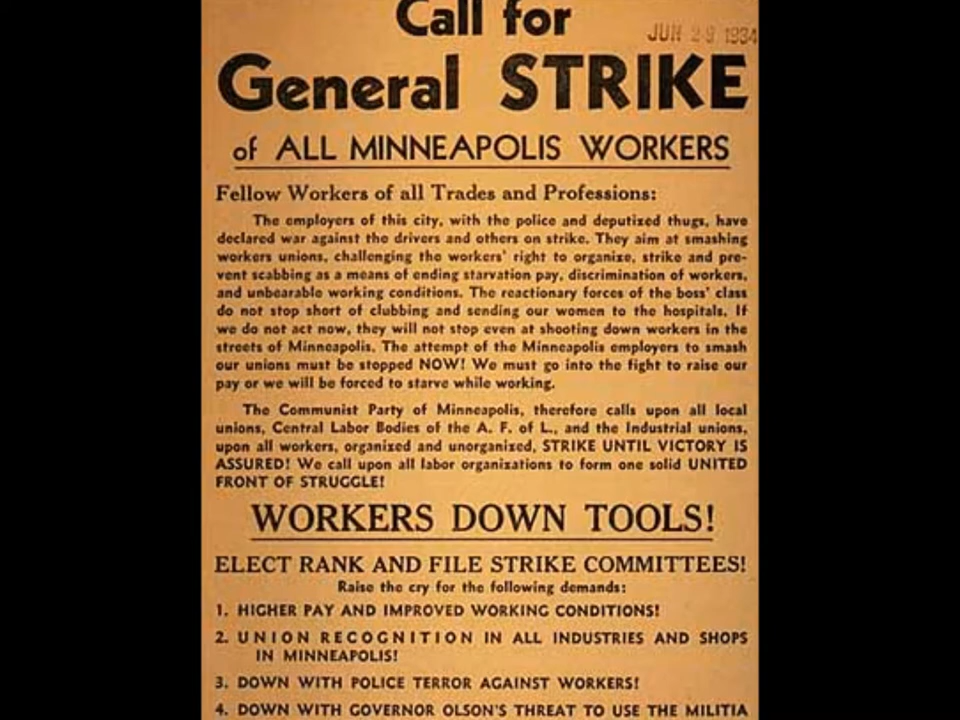 Call for
JUN 29 1934
General STRIKE
of ALL MINNEAPOLIS WORKERS
Fellow Workers of all Trades and Professions:
The employers of this city, with the police and deputized thugs, have
declared war against the drivers and others on strike. They aim at smashing
workers unions, challenging the workers' right to organize, strike and pre-
vent scabbing as a means of ending starvation pay, discrimination of workers,
and unbearable working conditions. The reactionary forces of the boss' class
do not stop short of clubbing and sending our women to the hospitals. If
we do not act now, they will not stop even at shooting down workers in the
streets of Minneapolis. The attempt of the Minneapolis employers to smash
our unions must be stopped NOW! We must go into the fight to raise our
pay or we will be forced to starve while working.
The Communist Party of Minneapolis, therefore calls upon all local
unions, Central Labor Bodies of the A. F. of L., and the Industrial unions,
upon all workers, organized and unorganized, STRIKE UNTIL VICTORY IS
ASSURED! We call upon all labor organizations to form one solid UNITED
FRONT OF STRUGGLE!
WORKERS DOWN TOOLS!
ELECT RANK AND FILE STRIKE COMMITTEES!
Raise the cry for the following demands:
1. HIGHER PAY AND IMPROVED WORKING CONDITIONS!
2. UNION RECOGNITION IN ALL INDUSTRIES AND SHOPS
IN MINNEAPOLIS!
3. DOWN WITH POLICE TERROR AGAINST WORKERS!
4. DOWN WITH GOVERNOR OLSON'S THREAT TO USE THE MILITIA